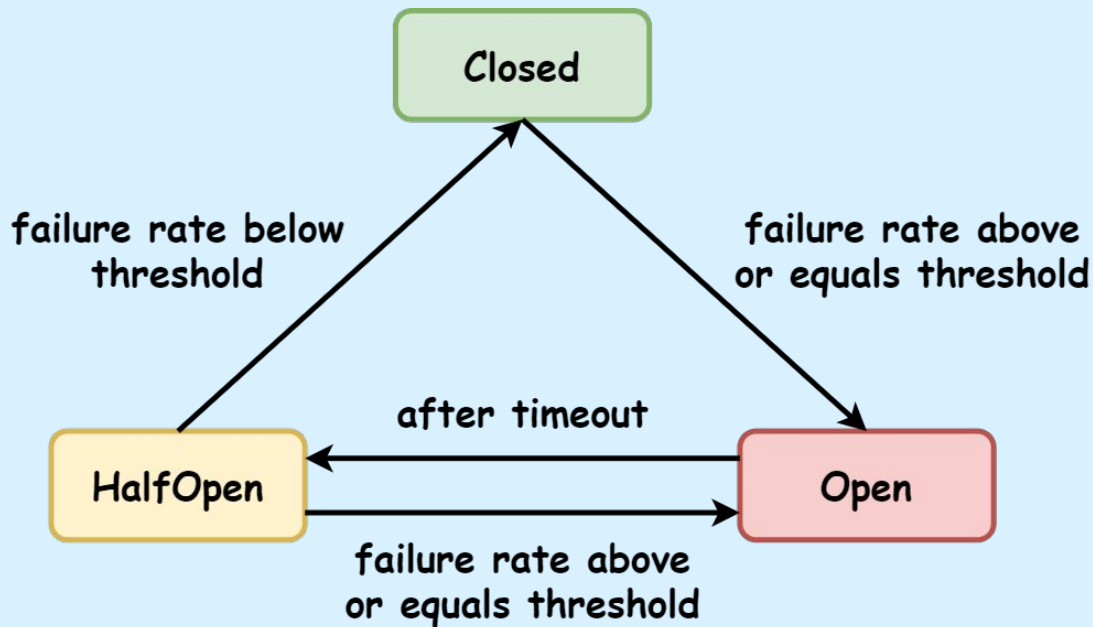 Closed
failure rate below
threshold
failure rate above
or equals threshold
after timeout
HalfOpen
Open
failure rate above
or equals threshold